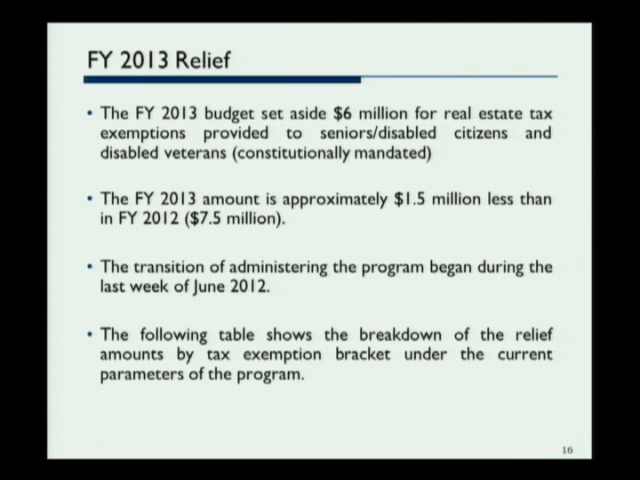 FY 2013 Relief
• The FY 2013 budget set aside $6 million for real estate tax
exemptions provided to seniors/disabled citizens and
disabled veterans (constitutionally mandated)
• The FY 2013 amount is approximately $1.5 million less than
in FY 2012 ($7.5 million).
• The transition of administering the program began during the
last week of June 2012.
• The following table shows the breakdown of the relief
amounts by tax exemption bracket under the current
parameters of the program.
16